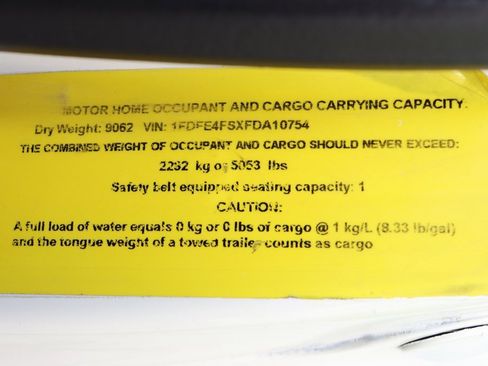 MOTOR HOME OCCUPANT AND CARGO CARRYING CAPACITY.
Dry Weight: 9062 VIN: 1FDFE4FSXFDA10754
THE COMBINED WEIGHT OF OCCUPANT AND CARGO SHOULD NEVER EXCEED:
2292 kg or 5053 lbs
Safety belt equipped seating capacity: 1
CAUTION:
A full load of water equals 0 kg or 0 lbs of cargo @ 1 kg/L (8.33 lb/gal)
and the tongue weight of a towed trailer counts as cargo